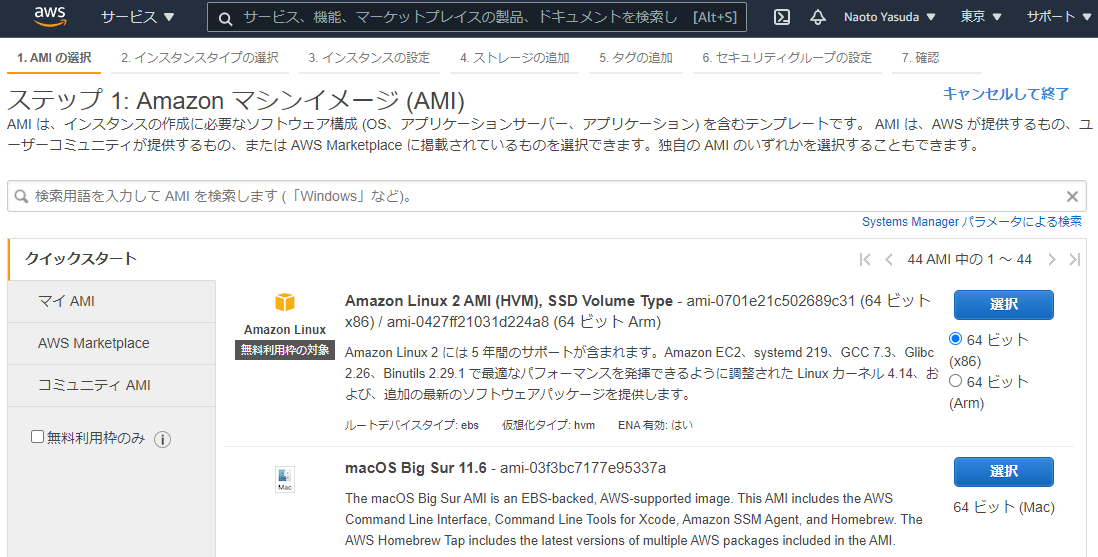 aws サービス サービス、機能、マーケットプレイスの製品、ドキュメントを検索し [Alt+S] Naoto Yasuda 東京 サポート
1. AMI の選択 2. インスタンスタイプの選択 3. インスタンスの設定 4. ストレージの追加 5. タグの追加 6. セキュリティグループの設定 7. 確認
ステップ 1: Amazon マシンイメージ (AMI)
キャンセルして終了
AMI は、インスタンスの作成に必要なソフトウェア構成 (OS、アプリケーションサーバー、アプリケーション) を含むテンプレートです。 AMI は、AWS が提供するもの、ユ
ーザーコミュニティが提供するもの、または AWS Marketplace に掲載されているものを選択できます。独自の AMI のいずれかを選択することもできます。
検索用語を入力して AMI を検索します (「Windows」など)。
Systems Manager パラメータによる検索
クイックスタート
44 AMI 中の 1 ～ 44
マイ AMI
AWS Marketplace
コミュニティ AMI
無料利用枠のみ
Amazon Linux
無料利用枠の対象
Amazon Linux 2 AMI (HVM), SSD Volume Type - ami-0701e21c502689c31 (64 ビット
x86) / ami-0427ff21031d224a8 (64 ビット Arm)
Amazon Linux 2 には 5 年間のサポートが含まれます。Amazon EC2、systemd 219、GCC 7.3、Glibc
2.26、Binutils 2.29.1 で最適なパフォーマンスを発揮できるように調整された Linux カーネル 4.14、お
よび、追加の最新のソフトウェアパッケージを提供します。
ルートデバイスタイプ: ebs 仮想化タイプ: hvm ENA 有効: はい
選択
64 ビット
(x86)
64 ビット
(Arm)
Mac
macOS Big Sur 11.6 - ami-03f3bc7177e95337a
The macOS Big Sur AMI is an EBS-backed, AWS-supported image. This AMI includes the AWS
Command Line Interface, Command Line Tools for Xcode, Amazon SSM Agent, and Homebrew. The
AWS Homebrew Tap includes the latest versions of multiple AWS packages included in the AMI.
選択
64 ビット (Mac)